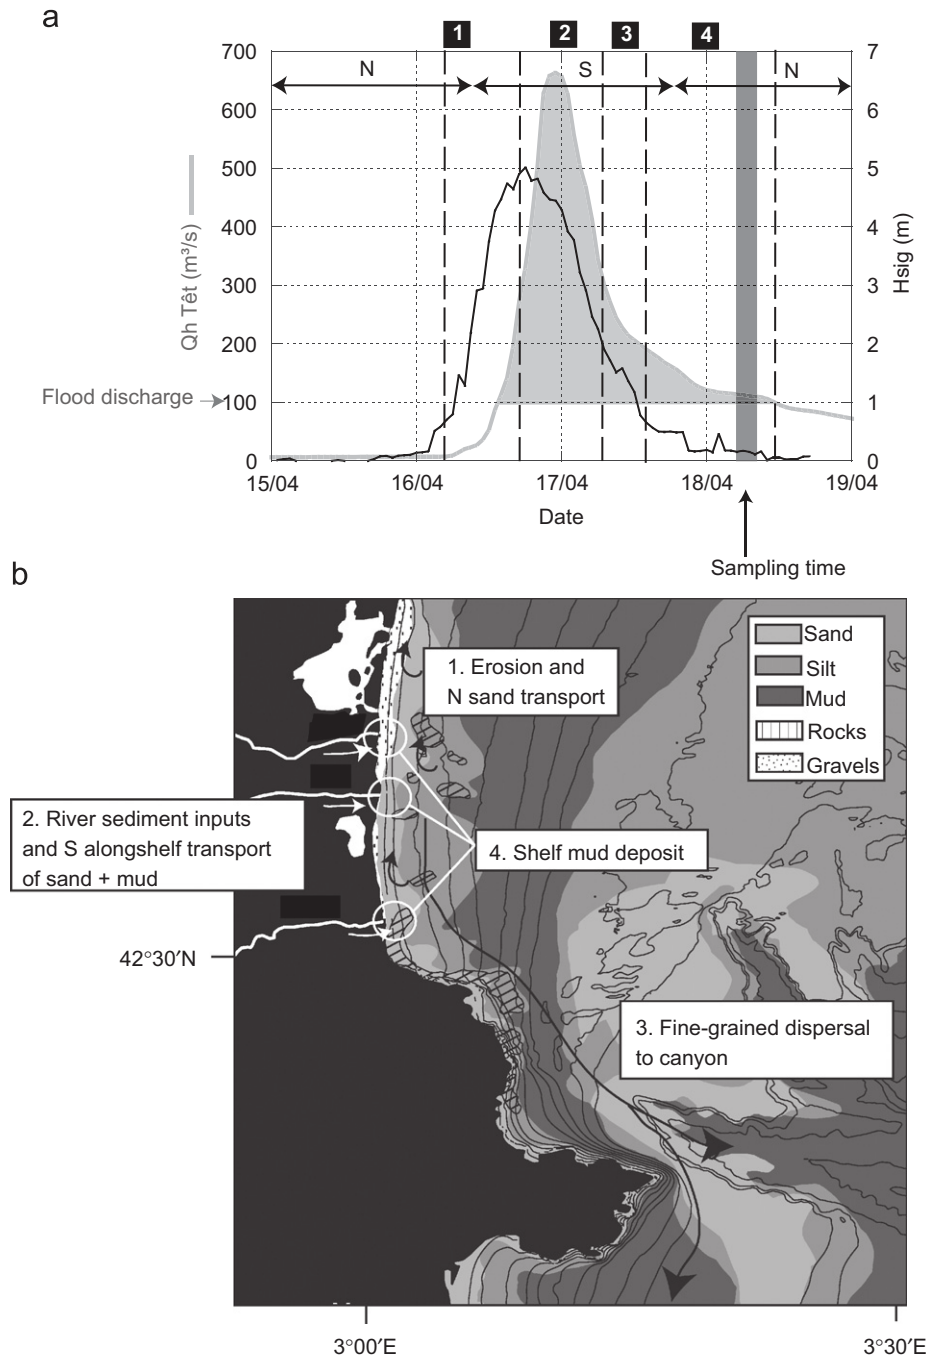 a
1 2 3 4
700 7
N S N
600 6
500 5
400 4
300 3
200 2
100 1
0 0
Qh Têt (m³/s)
Hsig (m)
Flood discharge
15/04 16/04 17/04 18/04 19/04
Date
Sampling time
b
Sand
Silt
Mud
Rocks
Gravels
1. Erosion and
N sand transport
2. River sediment inputs
and S alongshelf transport
of sand + mud
4. Shelf mud deposit
42°30′N
3. Fine-grained dispersal
to canyon
3°00′E 3°30′E